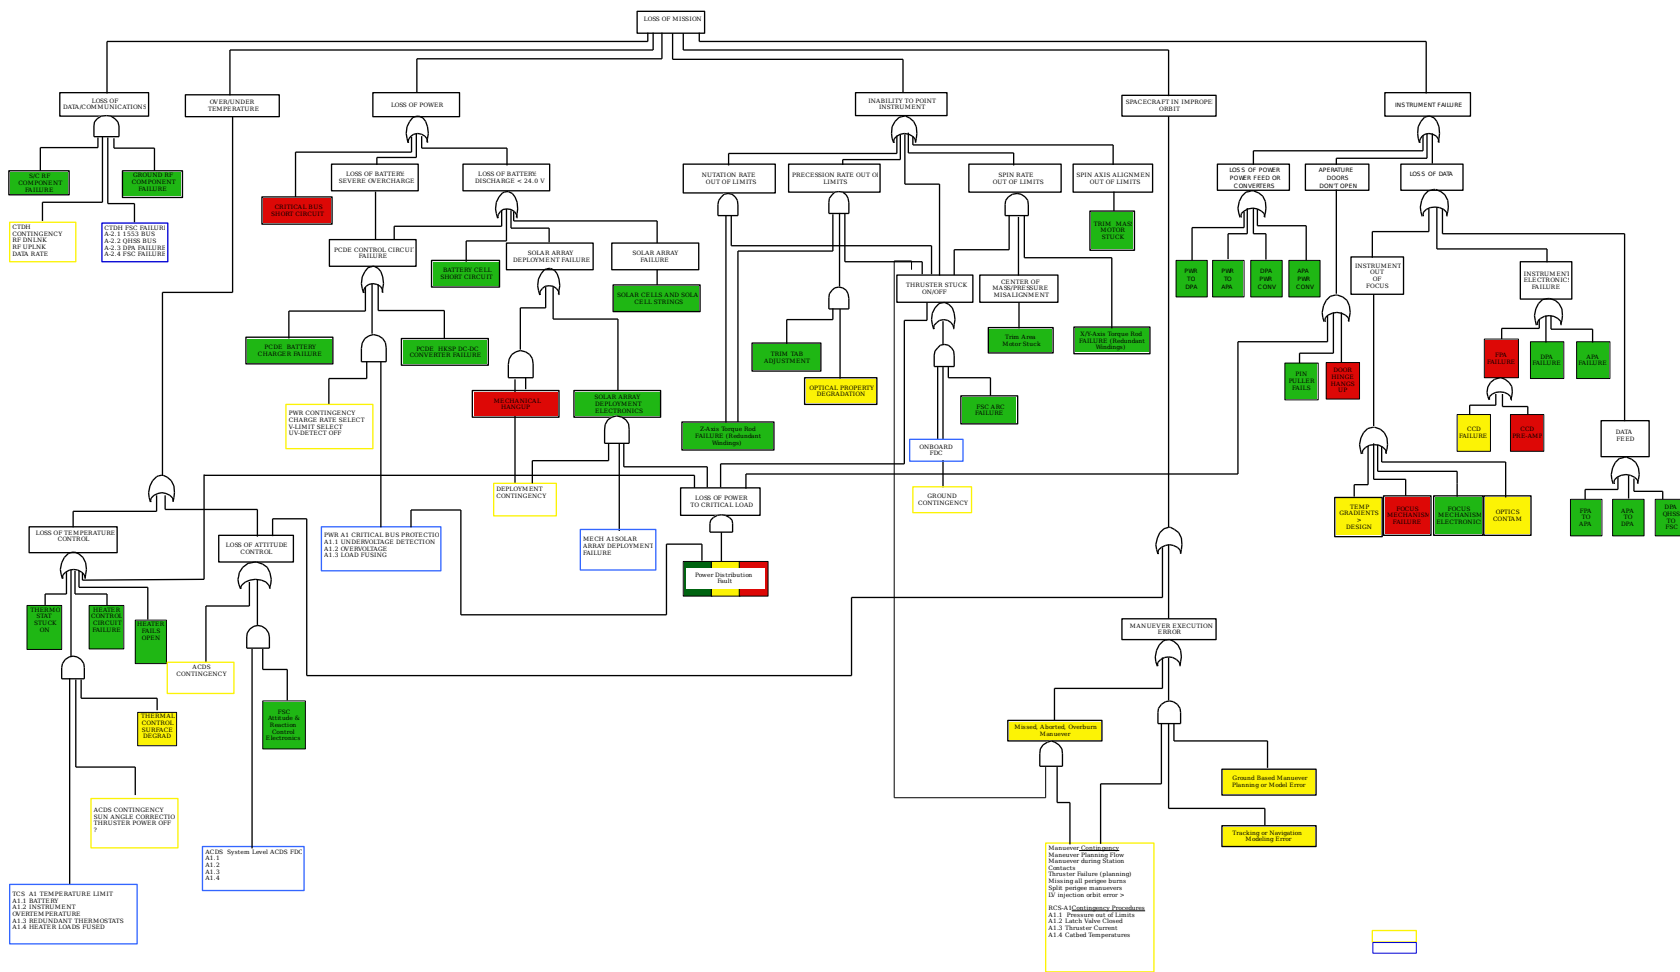 LOSS OF MISSION
LOSS OF
DATA/COMMUNICATIONS
OVER/UNDER
TEMPERATURE
LOSS OF POWER
INABILITY TO POINT
INSTRUMENT
SPACECRAFT IN IMPROPE
ORBIT
INSTRUMENT FAILURE
S/C RF
COMPONENT
FAILURE
GROUND RF
COMPONENT
FAILURE
CTDH
CONTINGENCY
RF DNLNK
RF UPLNK
DATA RATE
CTDH FSC FAILURE
A-2.1 1553 BUS
A-2.2 QHSS BUS
A-2.3 DPA FAILURE
A-2.4 FSC FAILURE
LOSS OF BATTERY
SEVERE OVERCHARGE
LOSS OF BATTERY
DISCHARGE < 24.0 V
CRITICAL BUS
SHORT CIRCUIT
PCDE CONTROL CIRCUIT
FAILURE
BATTERY CELL
SHORT CIRCUIT
SOLAR ARRAY
DEPLOYMENT FAILURE
SOLAR ARRAY
FAILURE
SOLAR CELLS AND SOLA
CELL STRINGS
PCDE BATTERY
CHARGER FAILURE
PCDE HKSP DC-DC
CONVERTER FAILURE
PWR CONTINGENCY
CHARGE RATE SELECT
V-LIMIT SELECT
UV-DETECT OFF
MECHANICAL
HANGUP
SOLAR ARRAY
DEPLOYMENT
ELECTRONICS
NUTATION RATE
OUT OF LIMITS
PRECESSION RATE OUT OF
LIMITS
SPIN RATE
OUT OF LIMITS
SPIN AXIS ALIGNMEN
OUT OF LIMITS
TRIM MASS
MOTOR
STUCK
THRUSTER STUCK
ON/OFF
CENTER OF
MASS/PRESSURE
MISALIGNMENT
Trim Area
Motor Stuck
X/Y-Axis Torque Rod
FAILURE (Redundant
Windings)
TRIM TAB
ADJUSTMENT
OPTICAL PROPERTY
DEGRADATION
Z-Axis Torque Rod
FAILURE (Redundant
Windings)
FSC ARC
FAILURE
ONBOARD
FDC
GROUND
CONTINGENCY
LOSS OF POWER
POWER FEED OR
CONVERTERS
APERATURE
DOORS
DON'T OPEN
LOSS OF DATA
PWR
TO
DPA
PWR
TO
APA
DPA
PWR
CONV
APA
PWR
CONV
INSTRUMENT
OUT
OF
FOCUS
INSTRUMENT
ELECTRONICS
FAILURE
PIN
PULLER
FAILS
DOOR
HINGE
HANGS
UP
FPA
FAILURE
DPA
FAILURE
APA
FAILURE
CCD
FAILURE
CCD
PRE-AMP
DATA
FEED
TEMP
GRADIENTS
>
DESIGN
FOCUS
MECHANISM
FAILURE
FOCUS
MECHANISM
ELECTRONICS
OPTICS
CONTAM
FPA
TO
APA
APA
TO
DPA
DPA
QHSS
TO
FSC
DEPLOYMENT
CONTINGENCY
LOSS OF POWER
TO CRITICAL LOAD
PWR A1 CRITICAL BUS PROTECTIO
A1.1 UNDERVOLTAGE DETECTION
A1.2 OVERVOLTAGE
A1.3 LOAD FUSING
MECH A1SOLAR
ARRAY DEPLOYMENT
FAILURE
Power Distribution
Fault
LOSS OF TEMPERATURE
CONTROL
LOSS OF ATTITUDE
CONTROL
THERMO
STAT
STUCK
ON
HEATER
CONTROL
CIRCUIT
FAILURE
HEATER
FAILS
OPEN
ACDS
CONTINGENCY
THERMAL
CONTROL
SURFACE
DEGRAD
FSC
Attitude &
Reaction
Control
Electronics
ACDS CONTINGENCY
SUN ANGLE CORRECTIO
THRUSTER POWER OFF
?
ACDS System Level ACDS FDC
A1.1
A1.2
A1.3
A1.4
TCS A1 TEMPERATURE LIMIT
A1.1 BATTERY
A1.2 INSTRUMENT
OVERTEMPERATURE
A1.3 REDUNDANT THERMOSTATS
A1.4 HEATER LOADS FUSED
MANUEVER EXECUTION
ERROR
Missed, Aborted, Overburn
Manuever
Ground Based Manuever
Planning or Model Error
Tracking or Navigation
Modeling Error
Manuever Contingency
Maneuver Planning Flow
Manuever during Station
Contacts
Thruster Failure (planning)
Missing all perigee burns
Split perigee manuevers
LV injection orbit error >
RCS-A1Contingency Procedures
A1.1 Pressure out of Limits
A1.2 Latch Valve Closed
A1.3 Thruster Current
A1.4 Catbed Temperatures